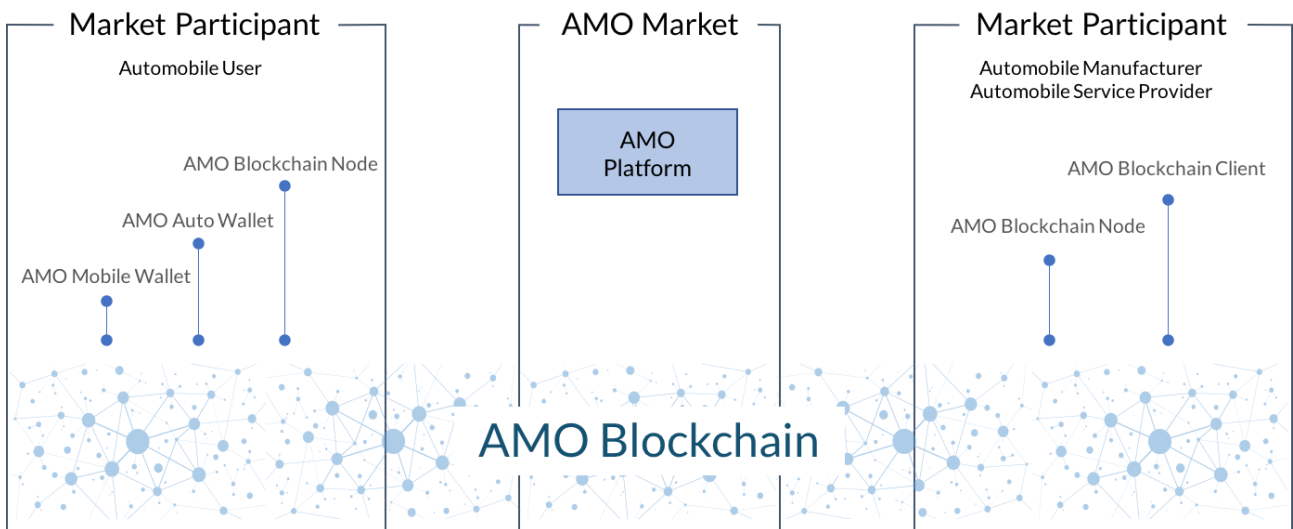 Market Participant
Automobile User
AMO Blockchain Node
AMO Auto Wallet
AMO Mobile Wallet
AMO Market
AMO
Platform
Market Participant
Automobile Manufacturer
Automobile Service Provider
AMO Blockchain Client
AMO Blockchain Node
AMO Blockchain